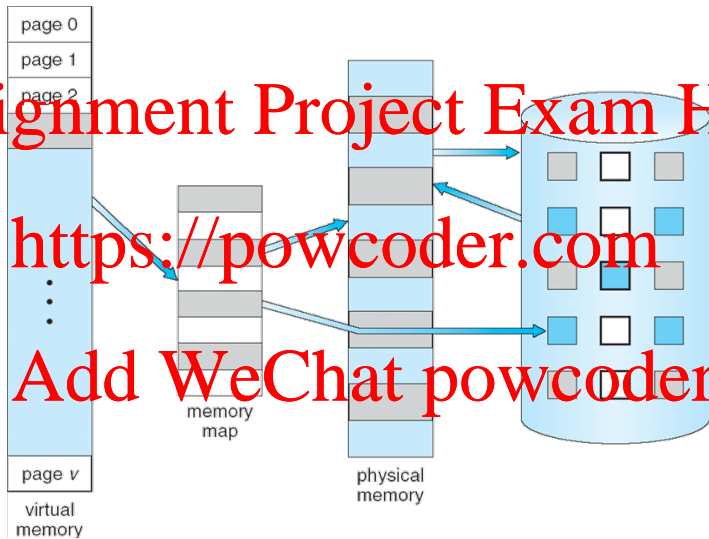 page 0
page 1
page 2
ignment Project Exam H
https://powcoder.com
Add WeChat powcoder
memory
map
page v
physical
memory
virtual
memory